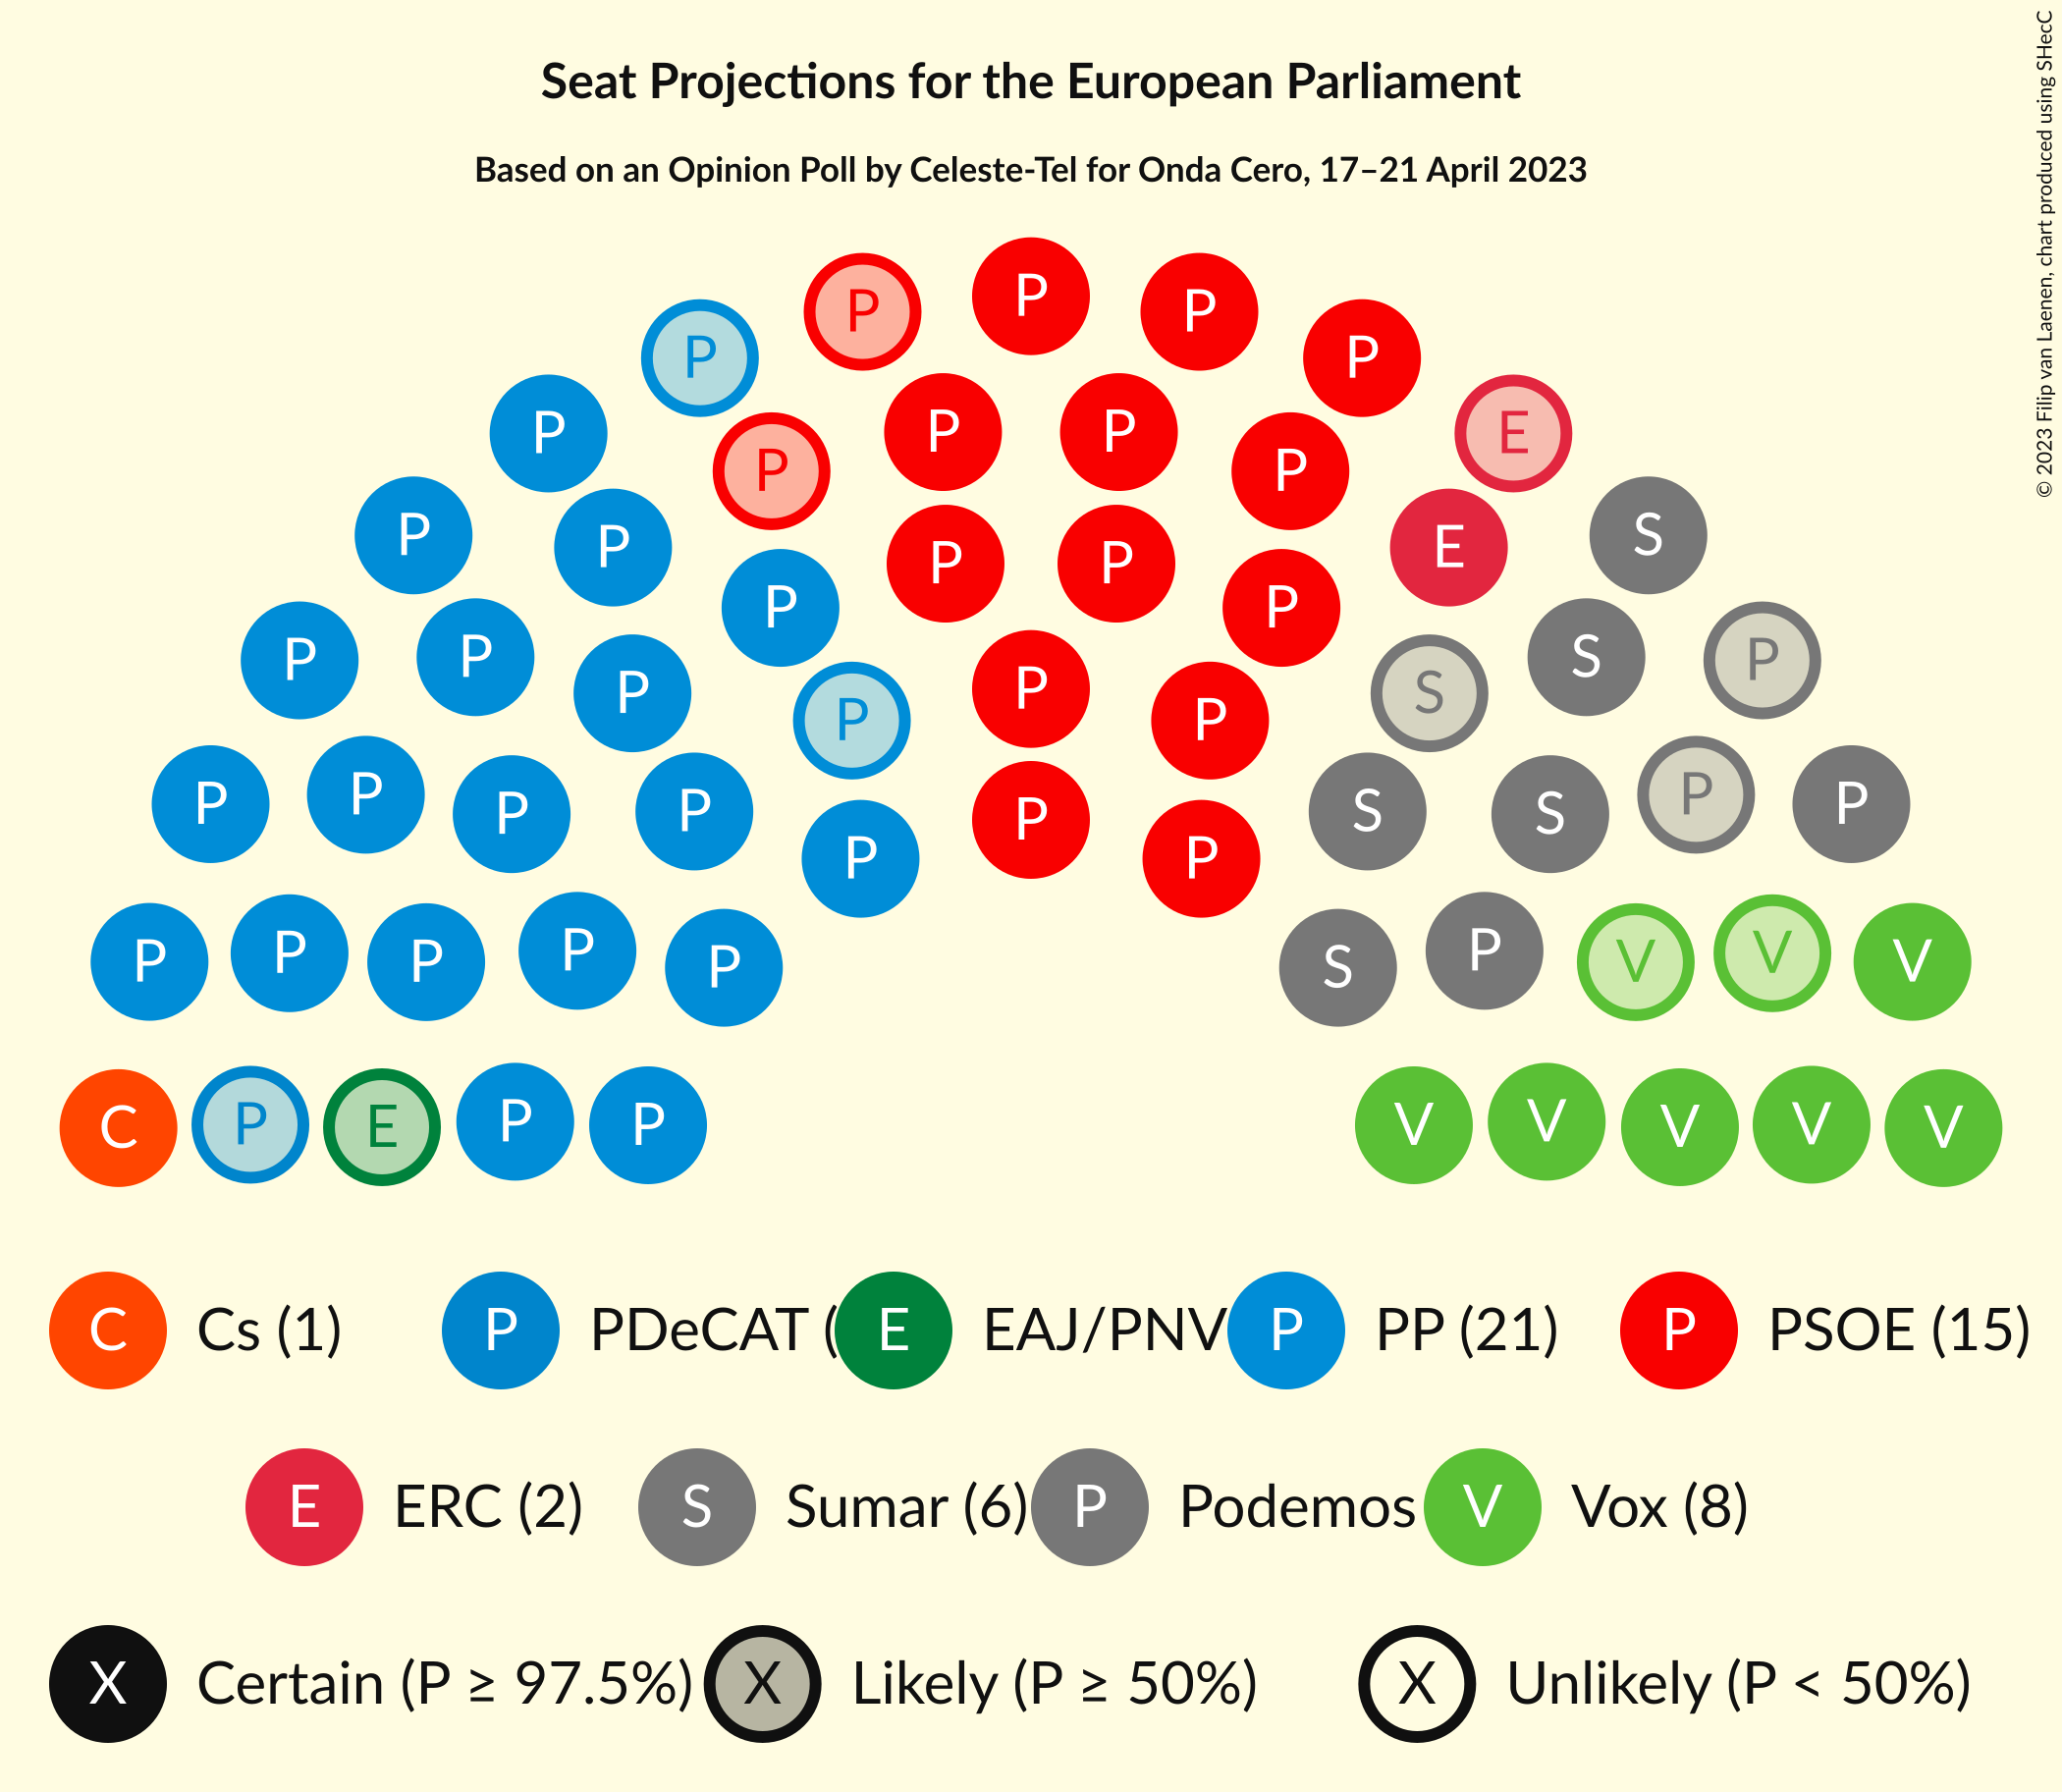 Seat Projections for the European Parliament
Based on an Opinion Poll by Celeste-Tel for Onda Cero, 17–21 April 2023
© 2023 Filip van Laenen, chart produced using SHecC
P
P P
P P
P E
P P
P P
P S
P P
P P
P P
P S
P P
P S
P S
P P
P P
P P
P S
P S
P P
P P
P P
P P P P P S P V V V
C P E P P V V V V V
C Cs (1) P PDeCAT ( E EAJ/PNV P PP (21) P PSOE (15)
E ERC (2) S Sumar (6) P Podemos V Vox (8)
X Certain (P ≥ 97.5%) X Likely (P ≥ 50%) X Unlikely (P < 50%)